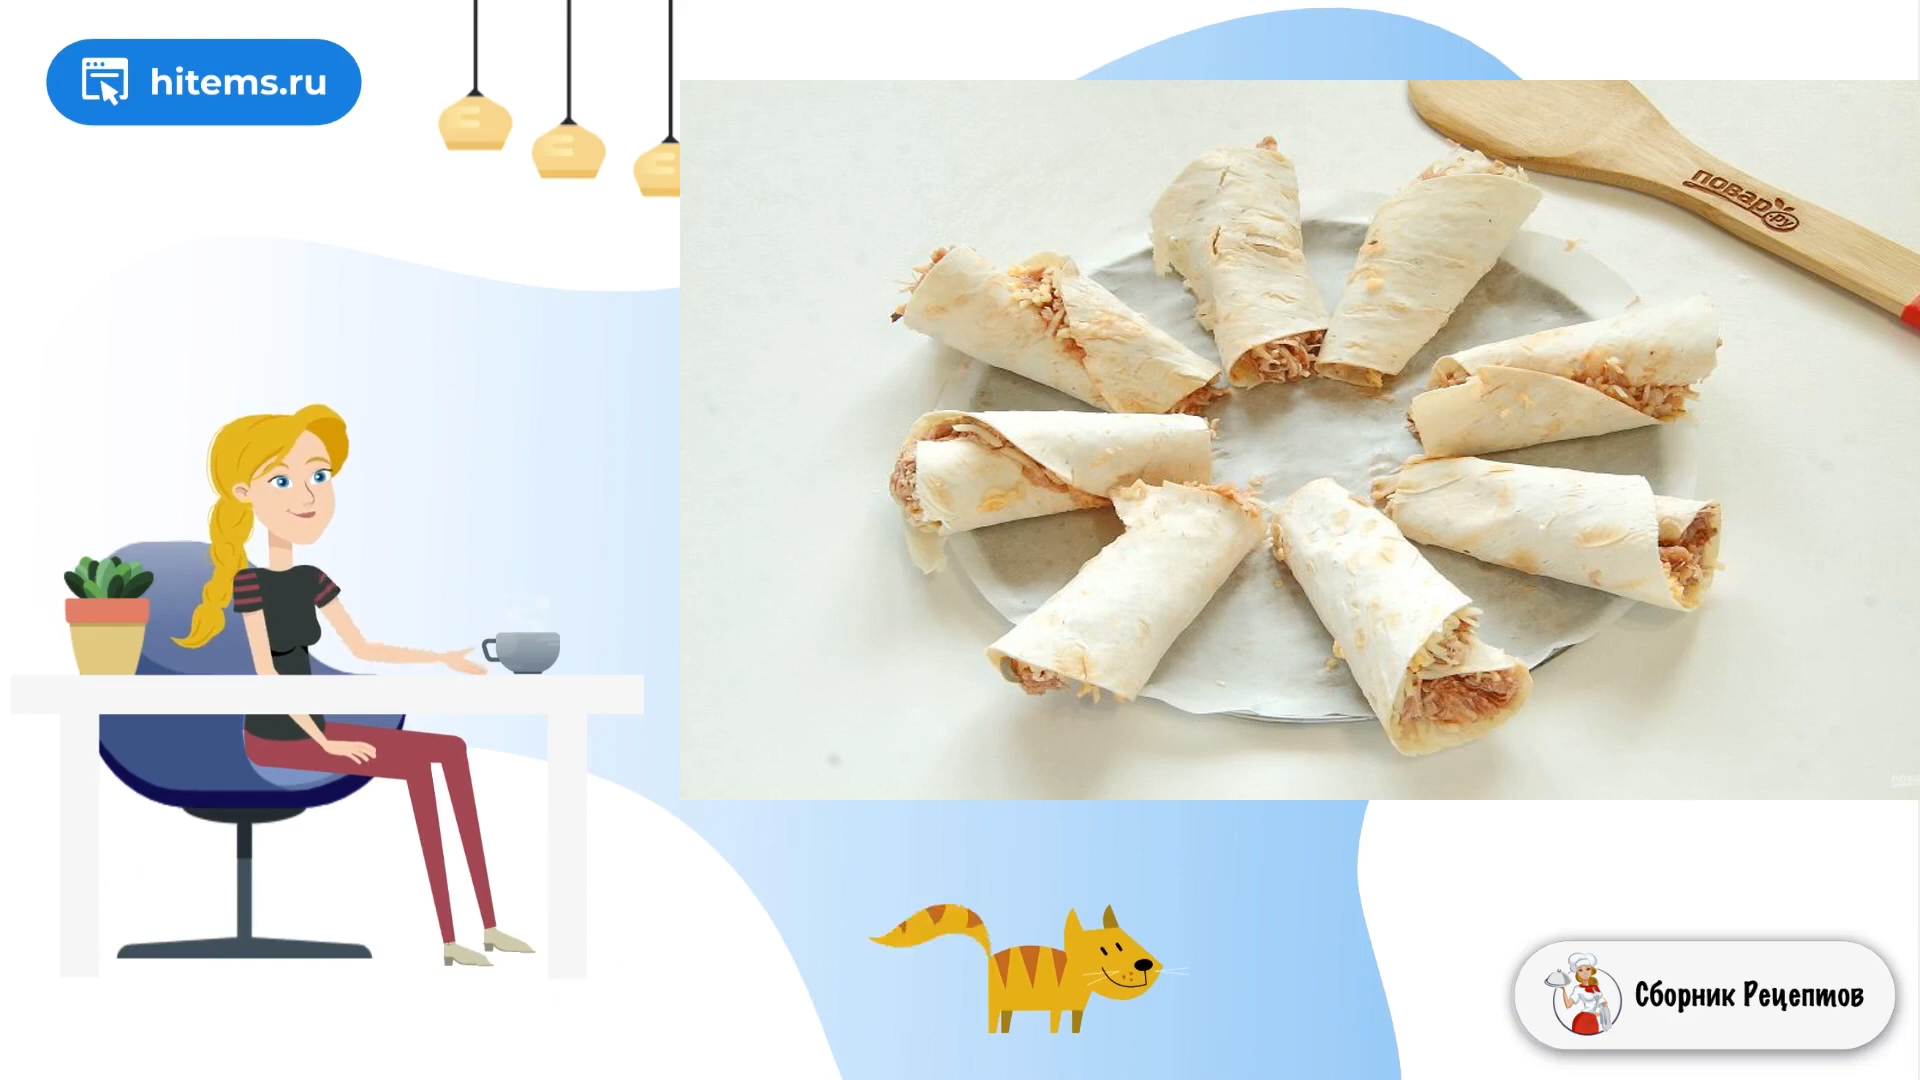 hitems.ru
повар.ру
Сборник Рецептов